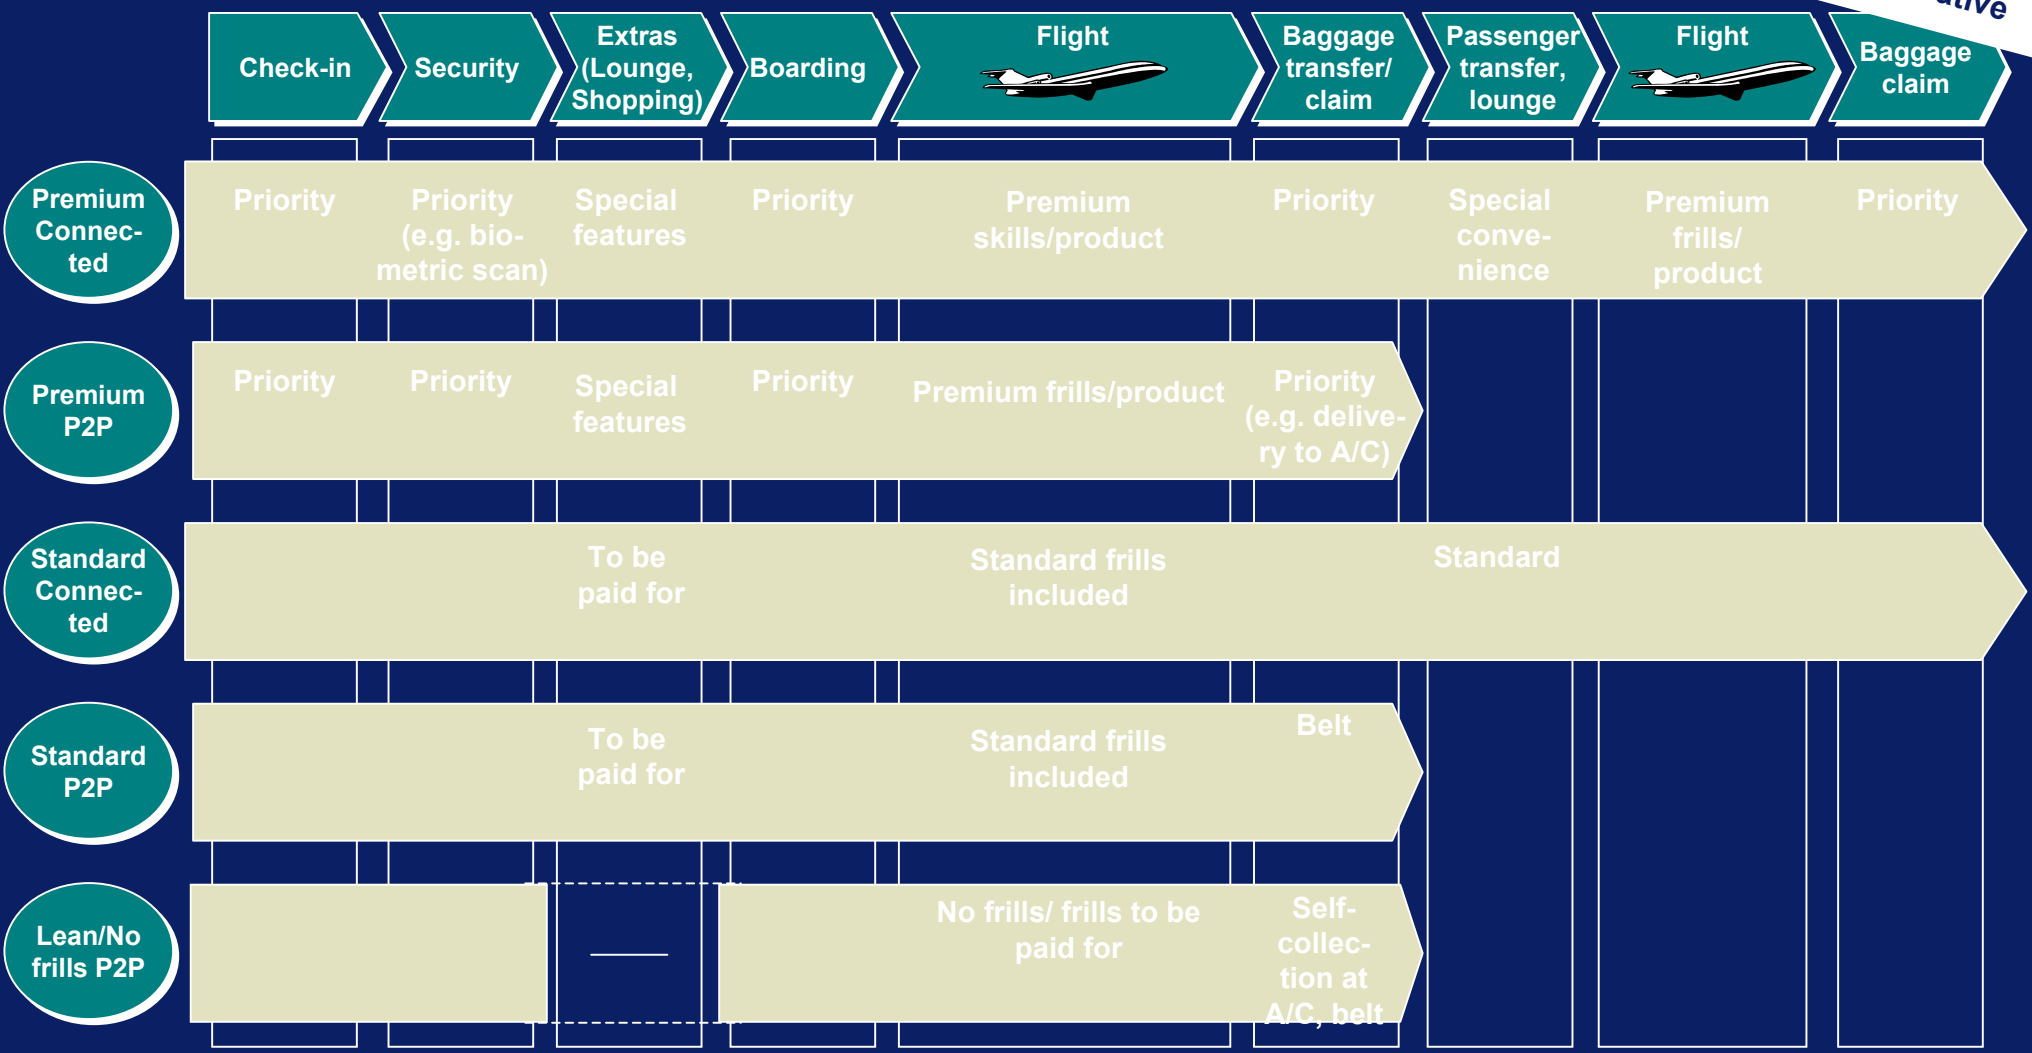 Check-in
Security
Extras
(Lounge,
Shopping)
Boarding
Flight
Baggage
transfer/
claim
Passenger
transfer,
lounge
Flight
Baggage
claim
Premium
Connec-
ted
Priority
Priority
(e.g. bio-
metric scan)
Special
features
Priority
Premium
skills/product
Priority
Special
conve-
nience
Premium
frills/
product
Priority
Premium
P2P
Priority
Priority
Special
features
Priority
Premium frills/product
Priority
(e.g. delive-
ry to A/C)
Standard
Connec-
ted
To be
paid for
Standard frills
included
Standard
Standard
P2P
To be
paid for
Standard frills
included
Belt
Lean/No
frills P2P
No frills/ frills to be
paid for
Self-
collec-
tion at
A/C, belt